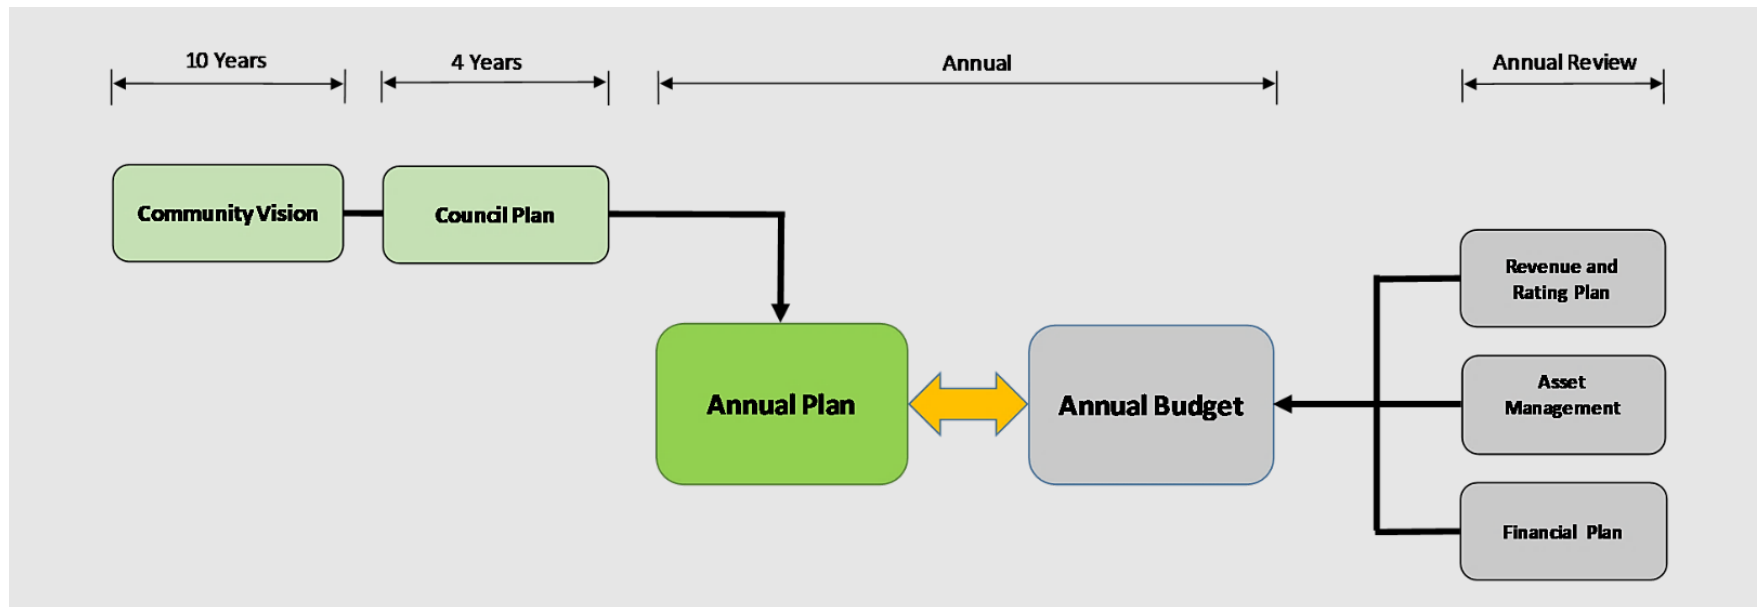 10 Years
4 Years
Annual
Annual Review
Community Vision
Council Plan
Revenue and
Rating Plan
Annual Plan
Annual Budget
Asset
Management
Financial Plan